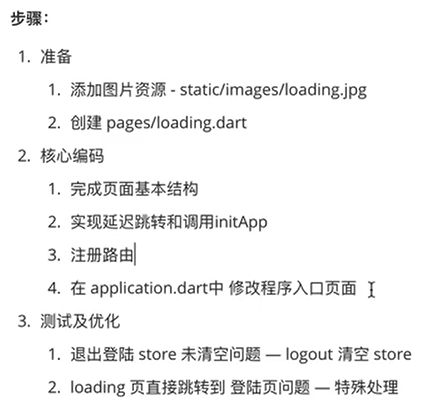 步骤：
1. 准备
1. 添加图片资源 - static/images/loading.jpg
2. 创建 pages/loading.dart
2. 核心编码
1. 完成页面基本结构
2. 实现延迟跳转和调用initApp
3. 注册路由
4. 在 application.dart中 修改程序入口页面
3. 测试及优化
1. 退出登陆 store 未清空问题 — logout 清空 store
2. loading 页直接跳转到 登陆页问题 — 特殊处理